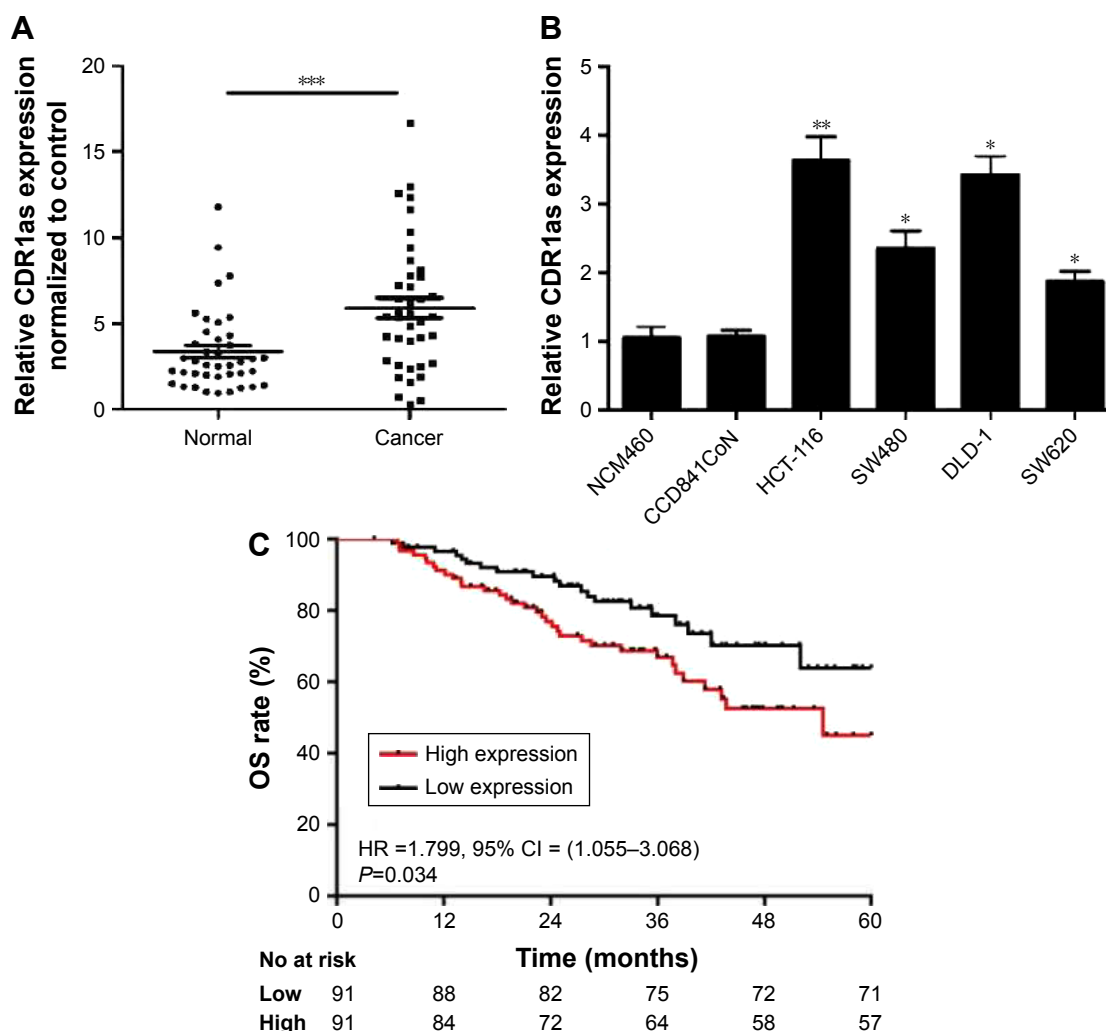 A
Relative CDR1as expression
normalized to control
20
15
10
5
0
***
Normal
Cancer
B
Relative CDR1as expression
5
4
3
2
1
0
**
*
*
*
NCM460
CCD841CoN
HCT-116
SW480
DLD-1
SW620
C
OS rate (%)
100
80
60
40
20
0
High expression
Low expression
HR =1.799, 95% CI = (1.055–3.068)
P=0.034
0 12 24 36 48 60
Time (months)
No at risk
Low 91 88 82 75 72 71
High 91 84 72 64 58 57